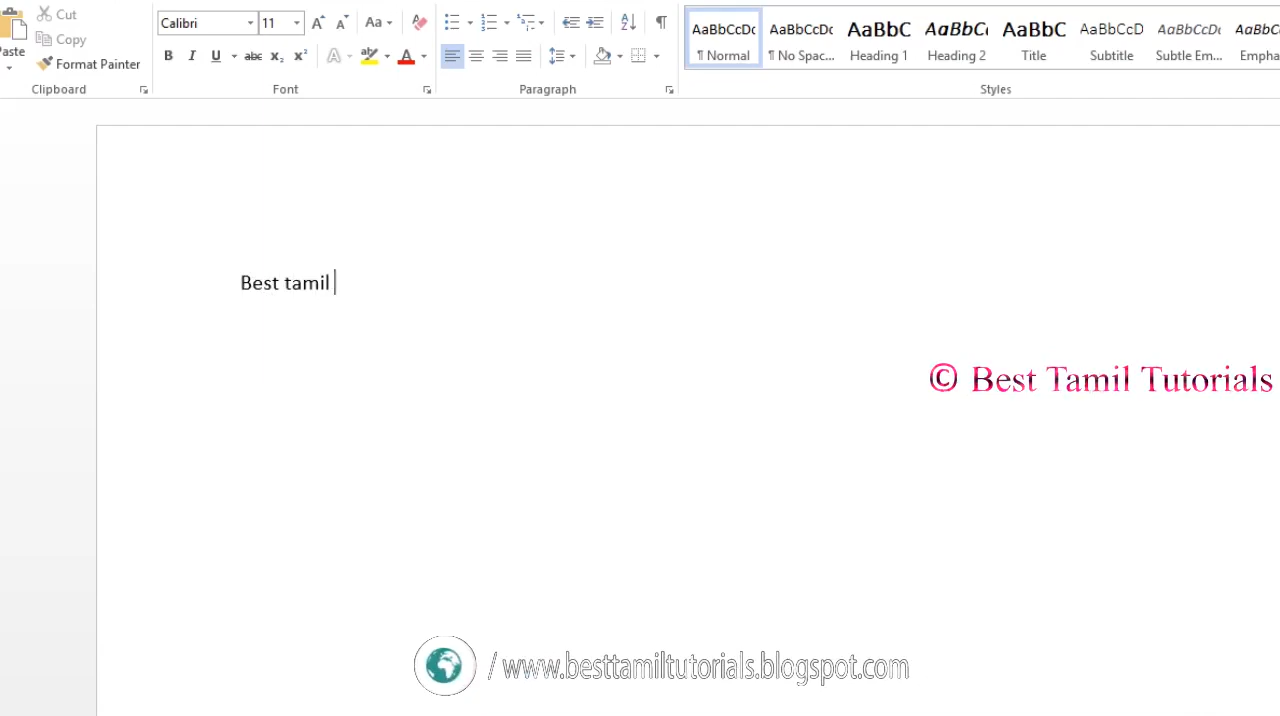 Cut
Calibri 11 Aa
AaBbCcDc AaBbCcDc AaBbC AaBbCc AaBbC AaBbCcD AaBbCcDc AaBbCc
Paste Copy
B I U abc x₂ x² A ab A
¶ Normal ¶ No Spac... Heading 1 Heading 2 Title Subtitle Subtle Em... Empha
Format Painter
Clipboard Font Paragraph Styles
Best tamil
© Best Tamil Tutorials
/ www.besttamiltutorials.blogspot.com